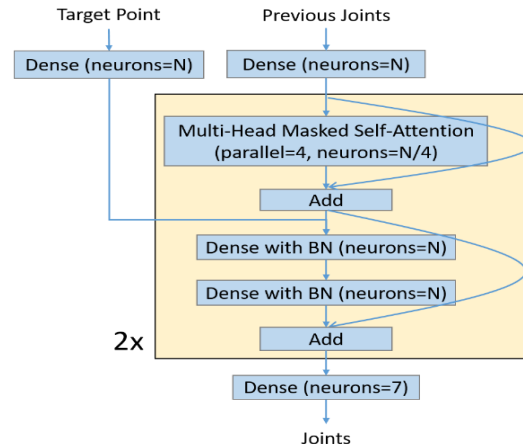 Target Point
Previous Joints
Dense (neurons=N)
Dense (neurons=N)
Multi-Head Masked Self-Attention
(parallel=4, neurons=N/4)
Add
Dense with BN (neurons=N)
Dense with BN (neurons=N)
Add
2x
Dense (neurons=7)
Joints